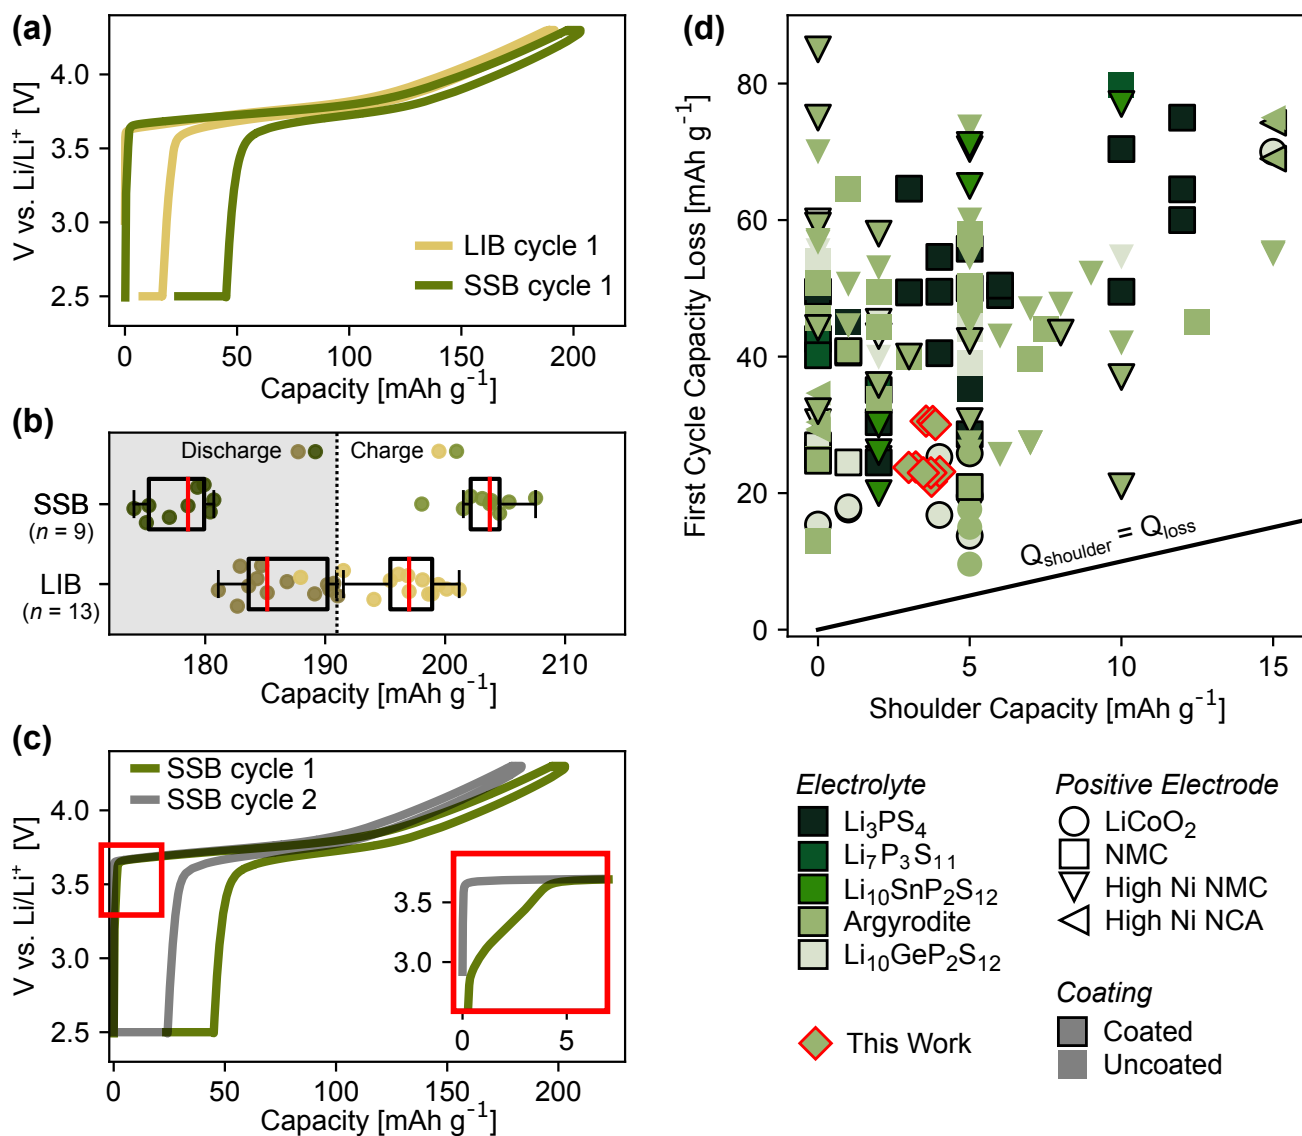 (a)
V vs. Li/Li⁺ [V]
4.0
3.5
3.0
2.5
LIB cycle 1
SSB cycle 1
0 50 100 150 200
Capacity [mAh g⁻¹]
(b)
Discharge
Charge
SSB
(n = 9)
LIB
(n = 13)
180 190 200 210
Capacity [mAh g⁻¹]
(c)
V vs. Li/Li⁺ [V]
SSB cycle 1
SSB cycle 2
4.0
3.5
3.0
2.5
3.5
3.0
0 5
0 50 100 150 200
Capacity [mAh g⁻¹]
(d)
First Cycle Capacity Loss [mAh g⁻¹]
80
60
40
20
0
Q_shoulder = Q_loss
0 5 10 15
Shoulder Capacity [mAh g⁻¹]
Electrolyte
Li₃PS₄
Li₇P₃S₁₁
Li₁₀SnP₂S₁₂
Argyrodite
Li₁₀GeP₂S₁₂
This Work
Positive Electrode
LiCoO₂
NMC
High Ni NMC
High Ni NCA
Coating
Coated
Uncoated